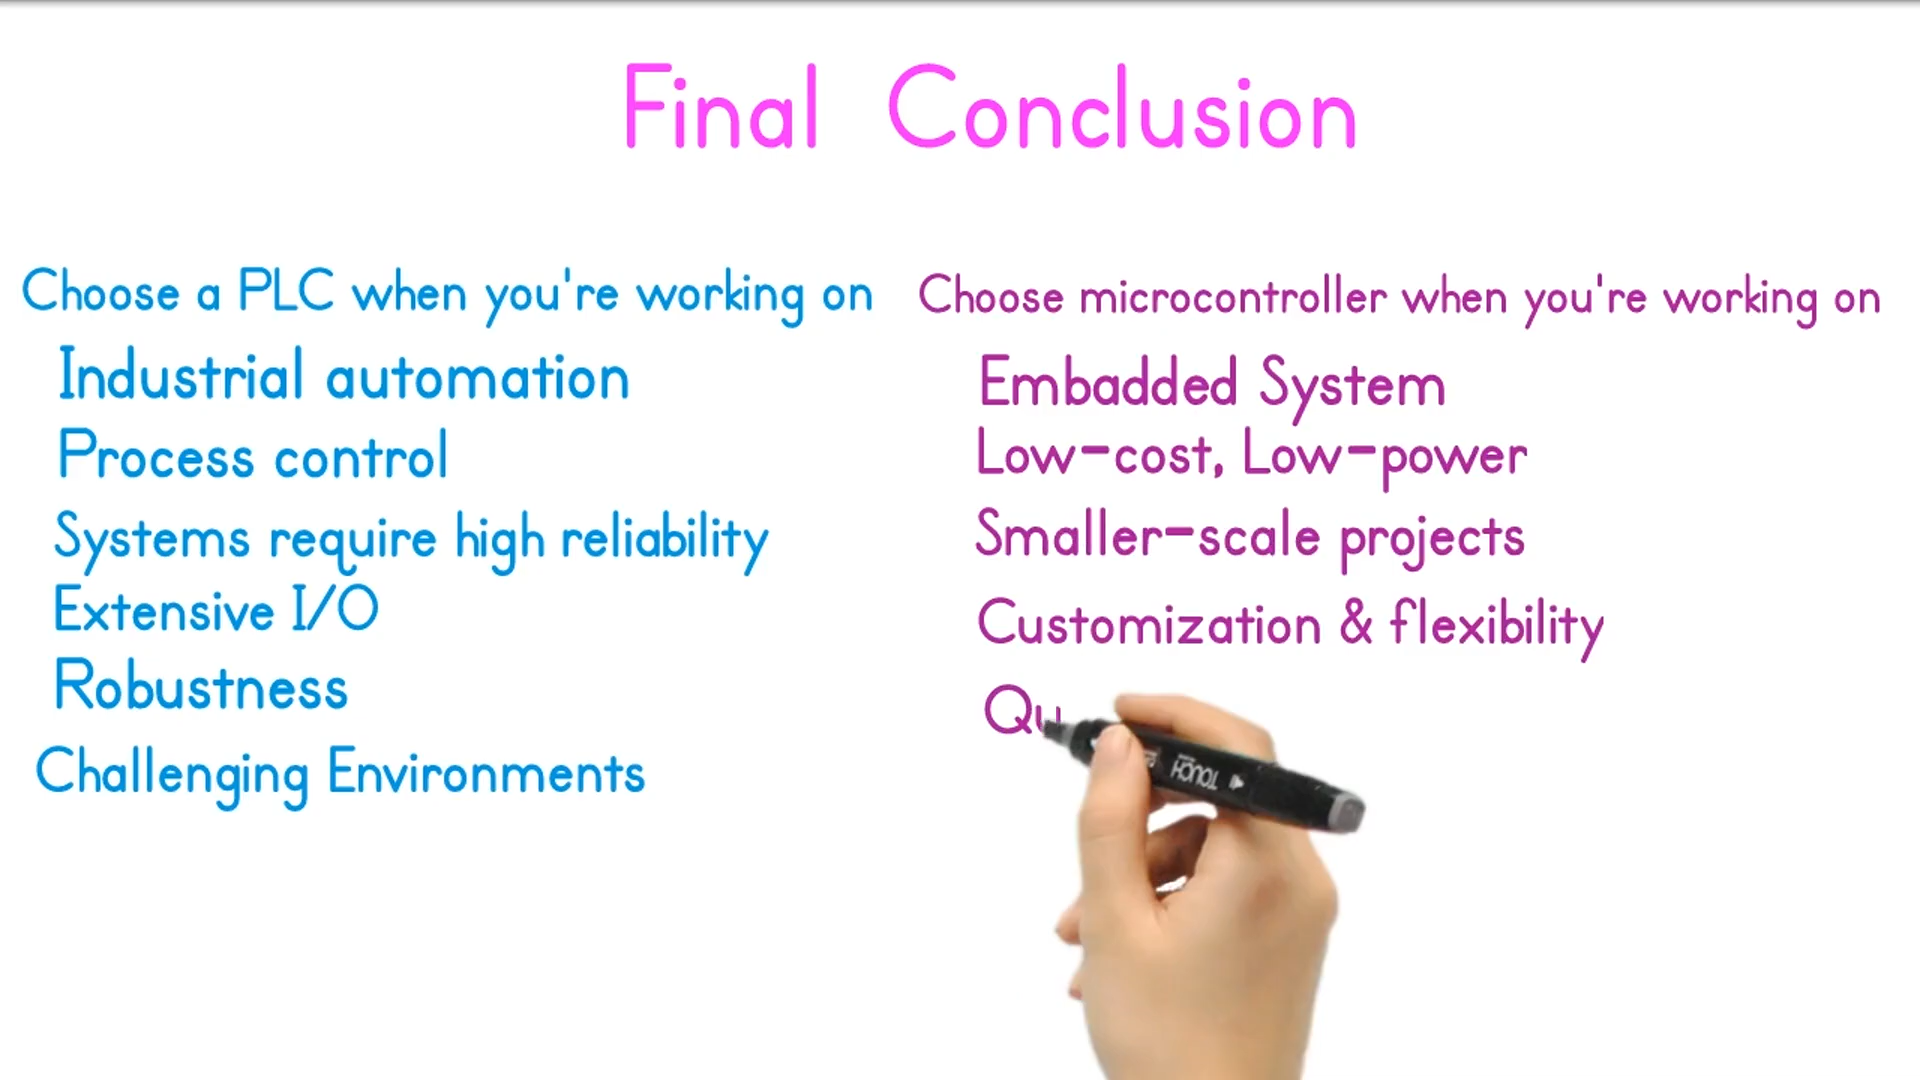 Final Conclusion
Choose a PLC when you're working on
Industrial automation
Process control
Systems require high reliability
Extensive I/O
Robustness
Challenging Environments
Choose microcontroller when you're working on
Embadded System
Low-cost, Low-power
Smaller-scale projects
Customization & flexibility
Qu
TOUCH